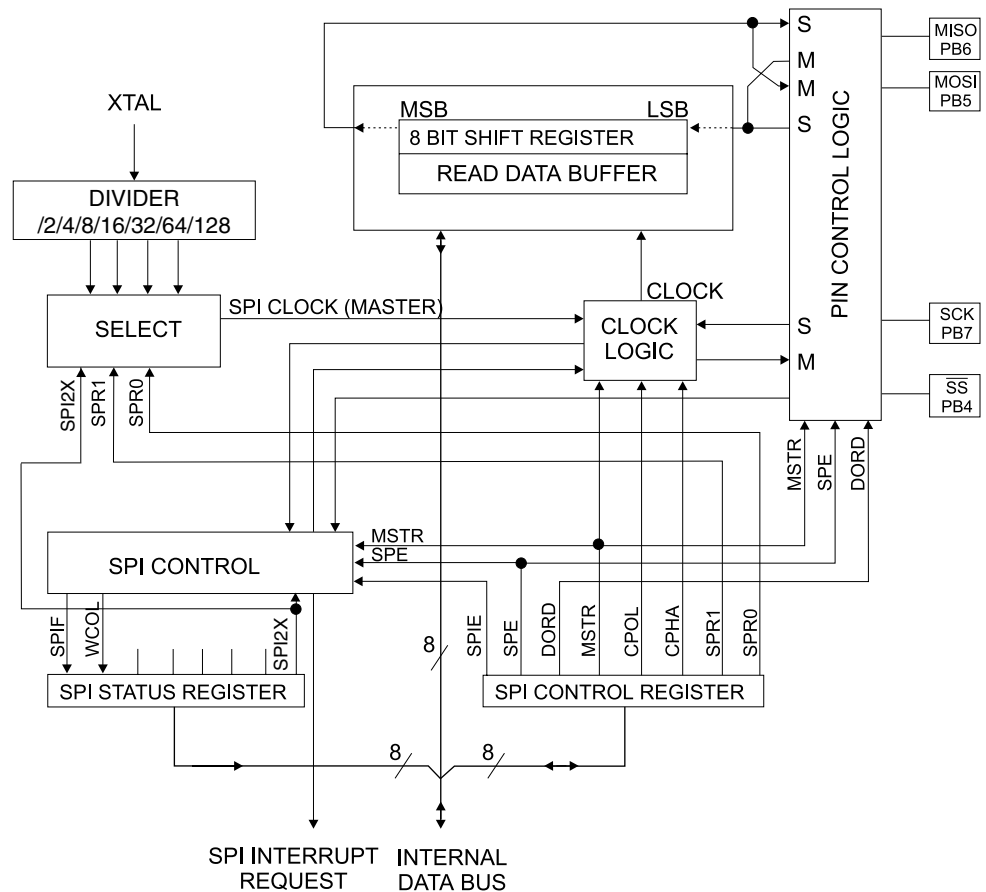 S
MISO
PB6
M
MOSI
PB5
M
S
PIN CONTROL LOGIC
XTAL
MSB
LSB
8 BIT SHIFT REGISTER
READ DATA BUFFER
DIVIDER
/2/4/8/16/32/64/128
SPI CLOCK (MASTER)
CLOCK
SELECT
CLOCK
LOGIC
S
M
SCK
PB7
SS
PB4
SPI2X
SPR1
SPR0
MSTR
SPE
DORD
MSTR
SPE
SPI CONTROL
SPIF
WCOL
SPI2X
8
SPIE
SPE
DORD
MSTR
CPOL
CPHA
SPR1
SPR0
SPI STATUS REGISTER
SPI CONTROL REGISTER
8
8
SPI INTERRUPT
REQUEST
INTERNAL
DATA BUS